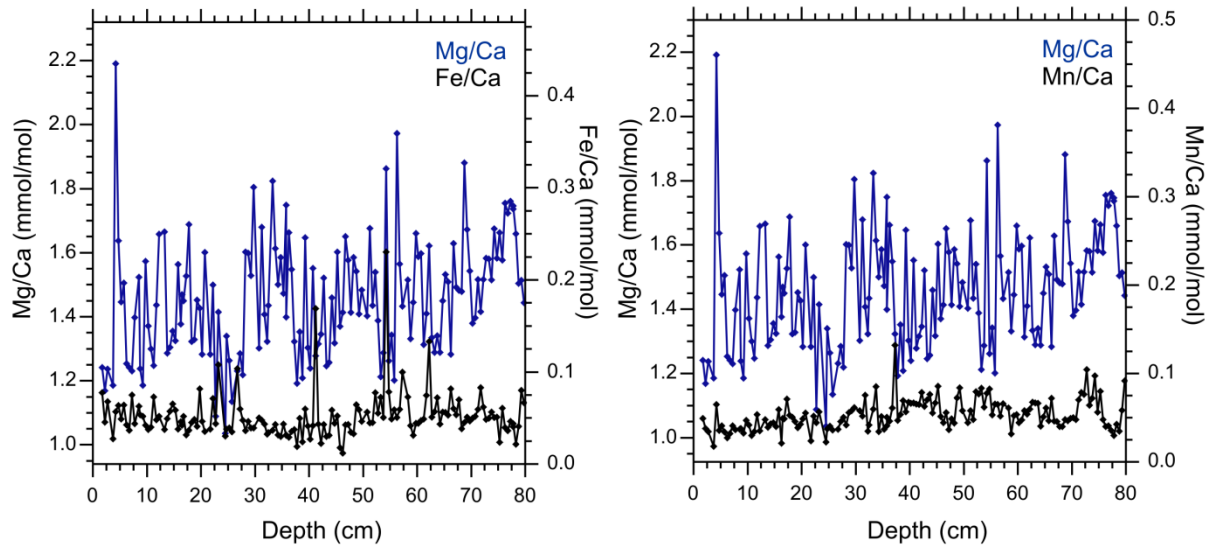 Mg/Ca
Fe/Ca
Mg/Ca (mmol/mol)
2.2
2.0
1.8
1.6
1.4
1.2
1.0
Fe/Ca (mmol/mol)
0.4
0.3
0.2
0.1
0.0
0 10 20 30 40 50 60 70 80
Depth (cm)
Mg/Ca
Mn/Ca
Mg/Ca (mmol/mol)
2.2
2.0
1.8
1.6
1.4
1.2
1.0
Mn/Ca (mmol/mol)
0.5
0.4
0.3
0.2
0.1
0.0
0 10 20 30 40 50 60 70 80
Depth (cm)